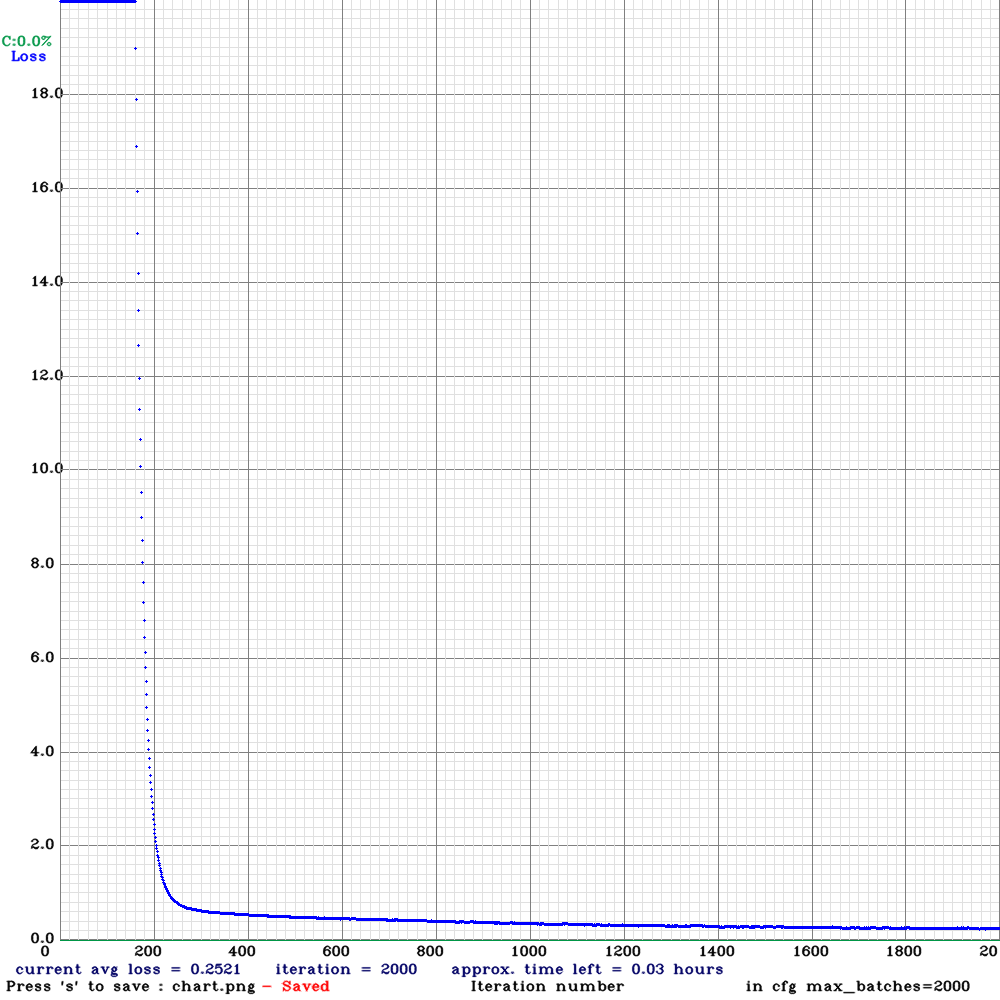 C:0.0%
Loss
18.0
16.0
14.0
12.0
10.0
8.0
6.0
4.0
2.0
0.0
0 200 400 600 800 1000 1200 1400 1600 1800 20
current avg loss = 0.2521 iteration = 2000 approx. time left = 0.03 hours
Press 's' to save : chart.png - Saved Iteration number in cfg max_batches=2000